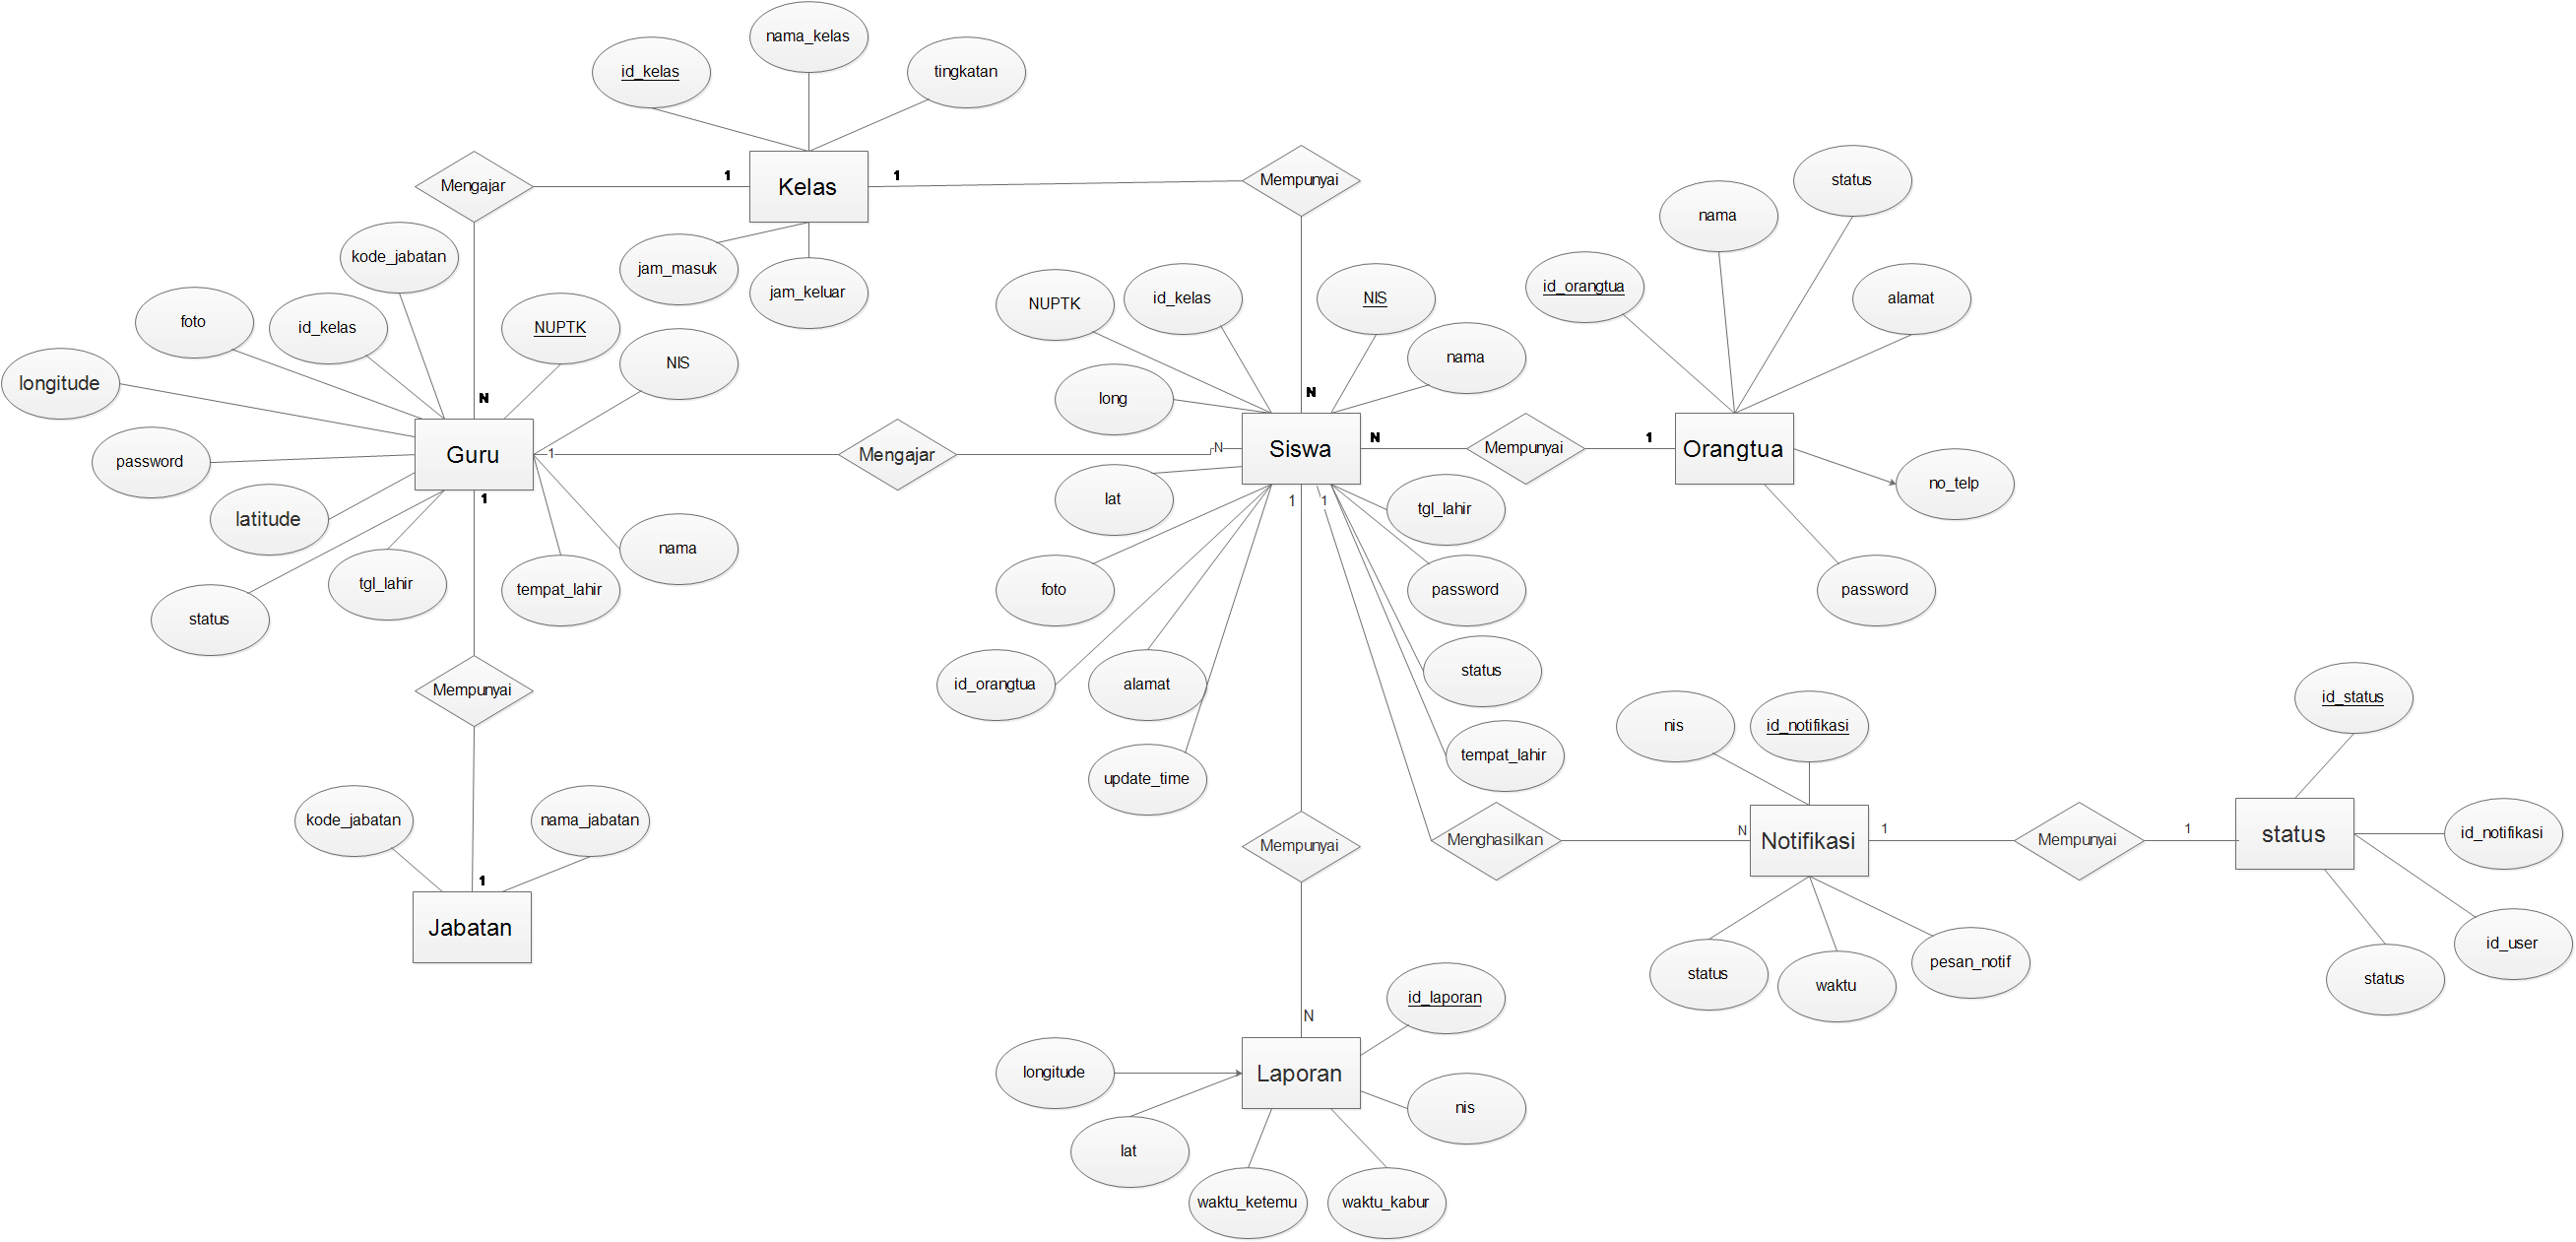 nama_kelas
id_kelas
tingkatan
Mengajar
1
Kelas
1
Mempunyai
jam_masuk
jam_keluar
kode_jabatan
foto
id_kelas
NUPTK
NIS
longitude
password
latitude
status
tgl_lahir
tempat_lahir
nama
N
Guru
1
1
Mengajar
N
NUPTK
id_kelas
NIS
nama
long
lat
foto
id_orangtua
alamat
update_time
N
Siswa
N
1
1
tgl_lahir
password
status
tempat_lahir
Mempunyai
1
Orangtua
id_orangtua
nama
status
alamat
no_telp
password
Mempunyai
kode_jabatan
nama_jabatan
1
Jabatan
Mempunyai
N
Laporan
id_laporan
nis
longitude
lat
waktu_ketemu
waktu_kabur
Menghasilkan
N
Notifikasi
1
nis
id_notifikasi
status
waktu
pesan_notif
Mempunyai
1
status
id_status
id_notifikasi
id_user
status